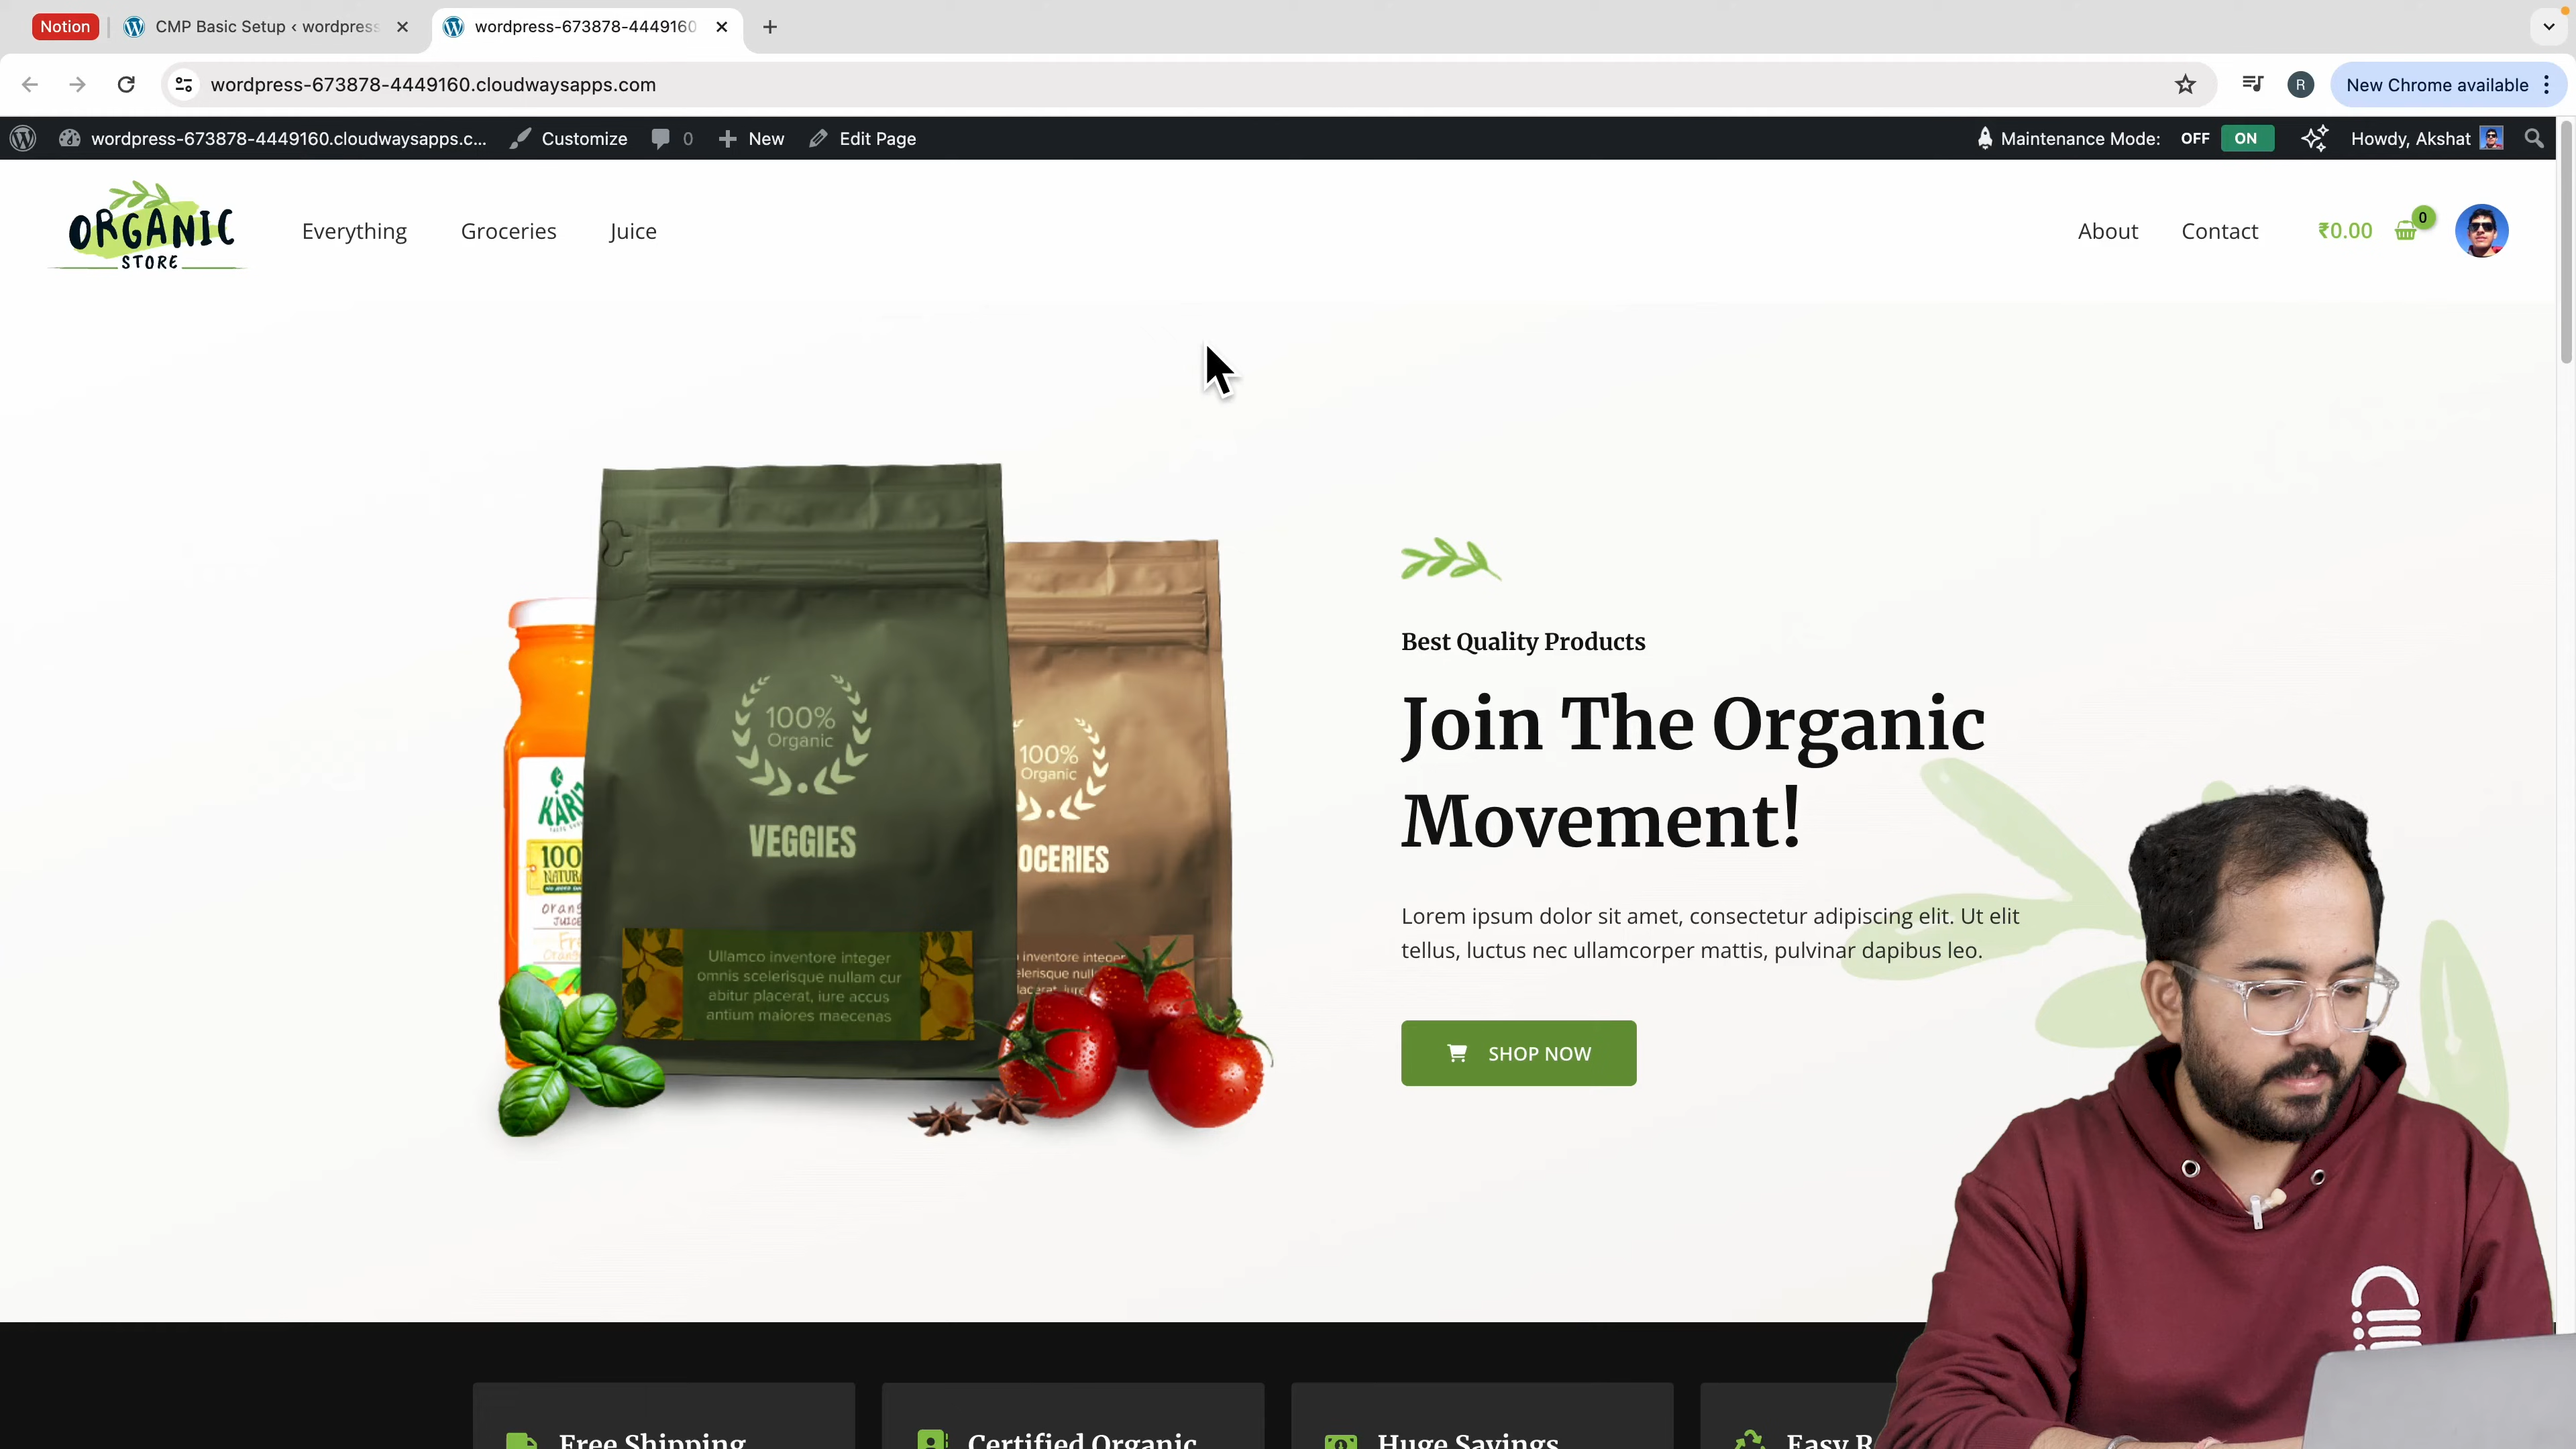 Notion
CMP Basic Setup ‹ wordpress
wordpress-673878-4449160
wordpress-673878-4449160.cloudwaysapps.com
R
New Chrome available
wordpress-673878-4449160.cloudwaysapps.c...
Customize
0
New
Edit Page
Maintenance Mode:
OFF
ON
Howdy, Akshat
ORGANIC
STORE
Everything
Groceries
Juice
About
Contact
₹0.00
0
100%
Organic
VEGGIES
Ullamco inventore integer
omnis scelerisque nullam cur
abitur placerat, iure accus
antium maiores maecenas
100%
Organic
OCERIES
inventore integer
Best Quality Products
Join The Organic
Movement!
Lorem ipsum dolor sit amet, consectetur adipiscing elit. Ut elit
tellus, luctus nec ullamcorper mattis, pulvinar dapibus leo.
SHOP NOW
Free Shipping
Certified Organic
Huge Savings
Easy R